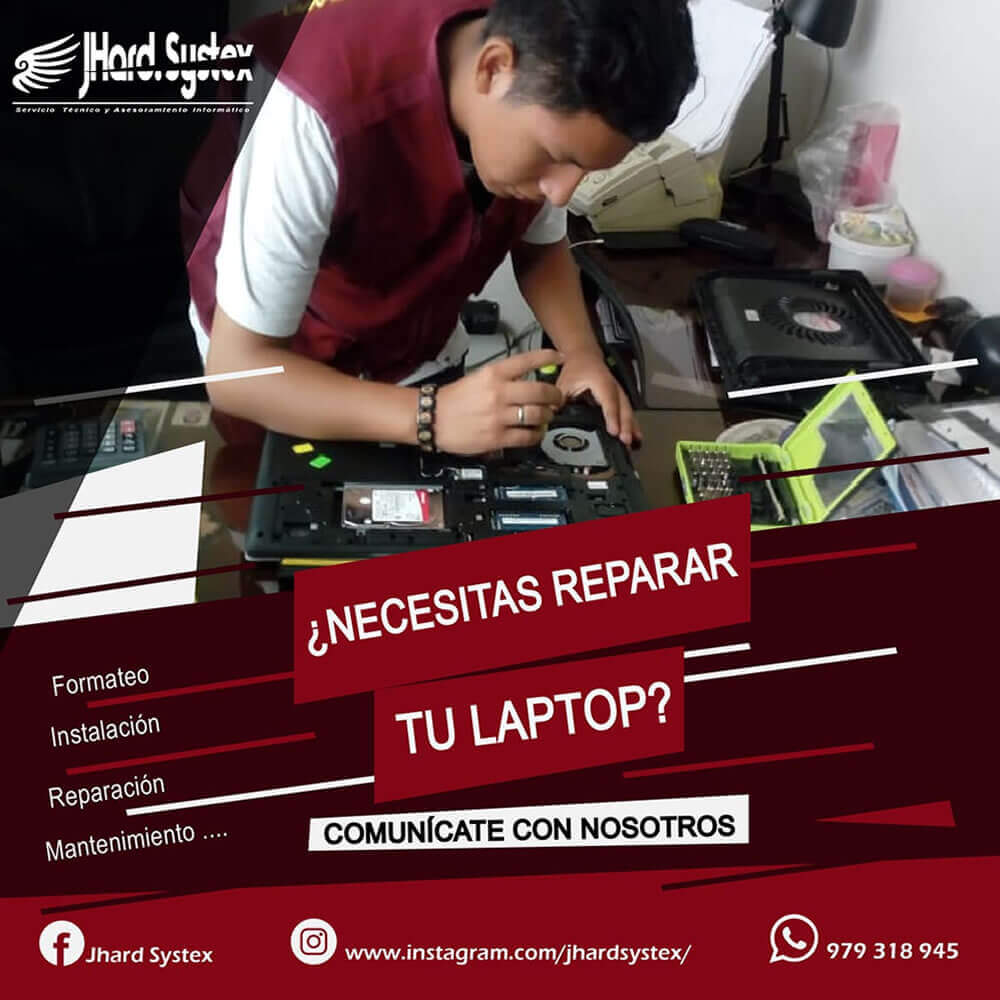 JHard Systex
Servicio Técnico y Asesoramiento Informático
¿NECESITAS REPARAR
TU LAPTOP?
Formateo
Instalación
Reparación
Mantenimiento ....
COMUNÍCATE CON NOSOTROS
Jhard Systex
www.instagram.com/jhardsystex/
979 318 945